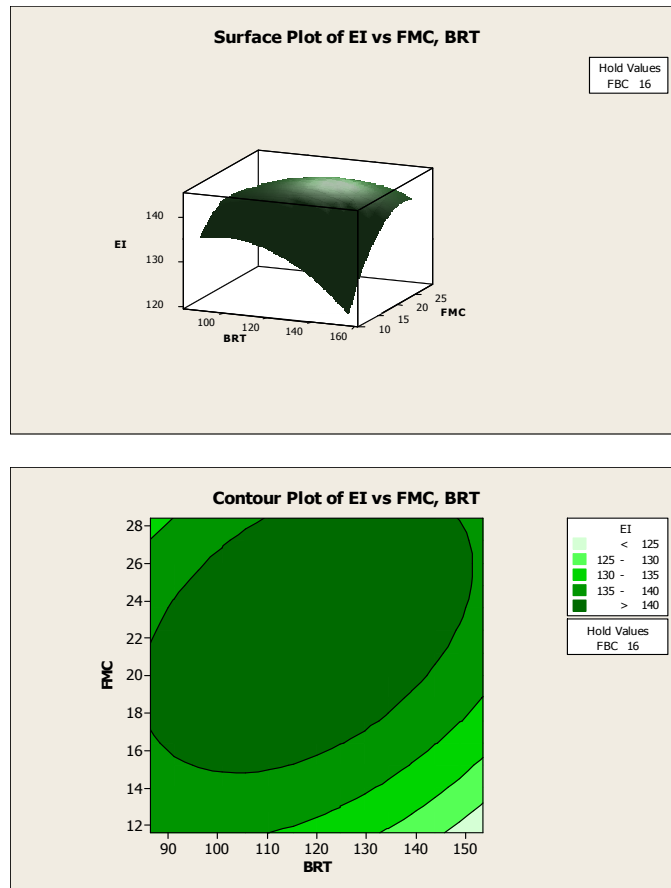 Surface Plot of EI vs FMC, BRT
Hold Values
FBC 16
140
130
120
EI
100
120
140
160
BRT
10
15
20
25
FMC
Contour Plot of EI vs FMC, BRT
28
26
24
22
20
18
16
14
12
FMC
90 100 110 120 130 140 150
BRT
EI
< 125
125 - 130
130 - 135
135 - 140
> 140
Hold Values
FBC 16